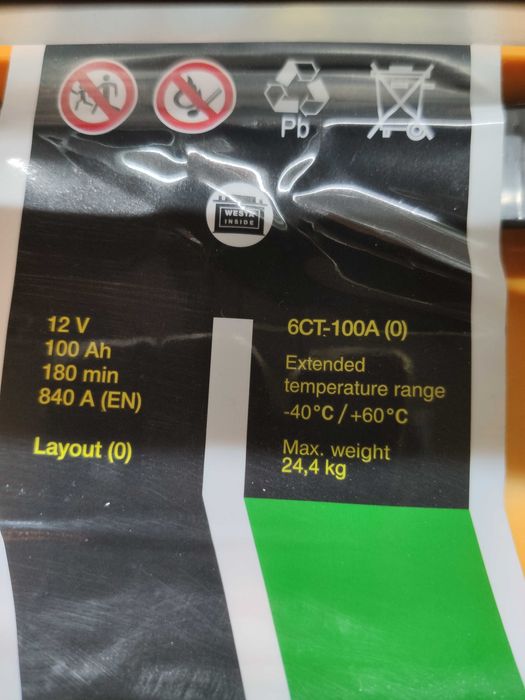 Pb
WESTA
INSIDE
12 V
100 Ah
180 min
840 A (EN)
Layout (0)
6CT-100A (0)
Extended
temperature range
-40°C / +60°C
Max. weight
24,4 kg